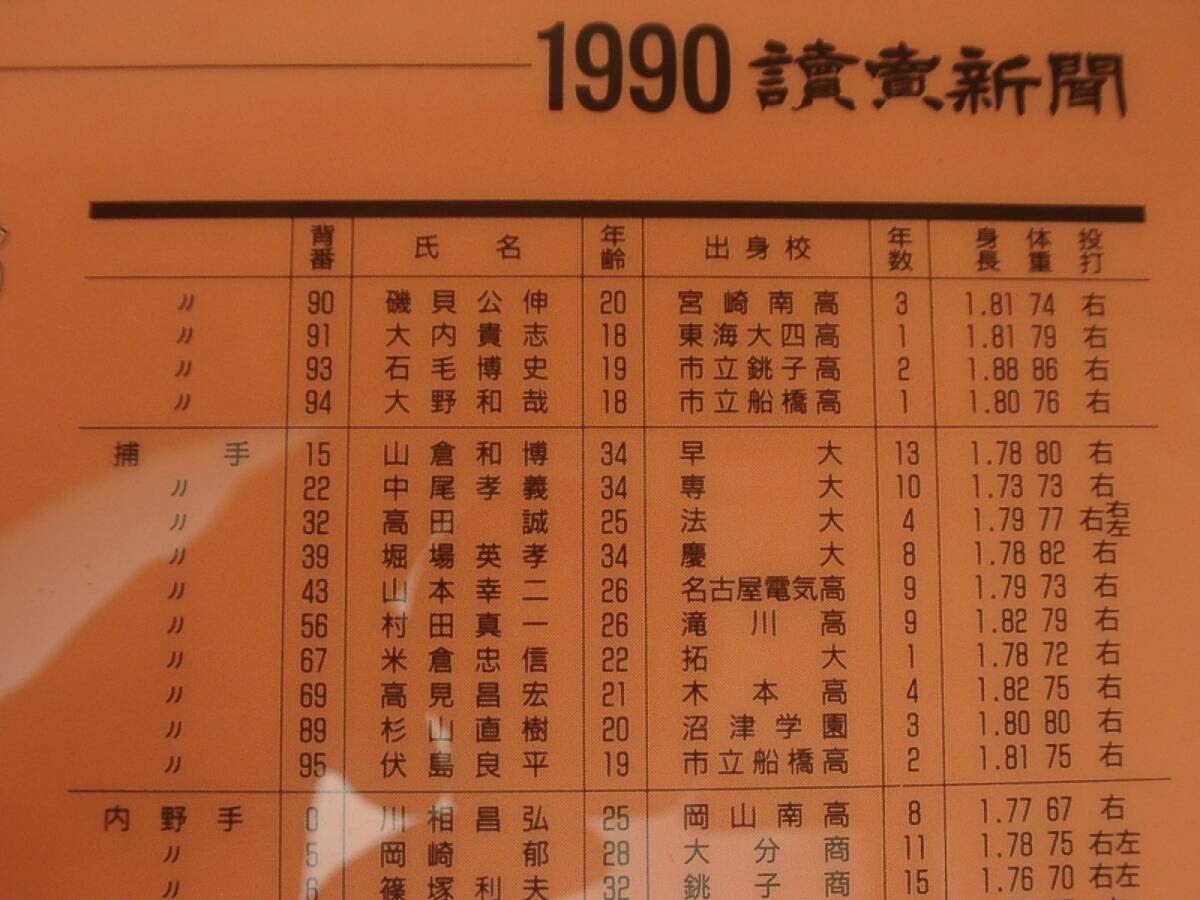 1990 讀賣新聞
背番 氏名 年齢 出身校 年数 身長 体重 投打
〃 90 磯貝公伸 20 宮崎南高 3 1.81 74 右
〃 91 大内貴志 18 東海大四高 1 1.81 79 右
〃 93 石毛博史 19 市立銚子高 2 1.88 86 右
〃 94 大野和哉 18 市立船橋高 1 1.80 76 右
捕手 15 山倉和博 34 早大 13 1.78 80 右
〃 22 中尾孝義 34 専大 10 1.73 73 右
〃 32 高田誠 25 法大 4 1.79 77 右右左
〃 39 堀場英孝 34 慶大 8 1.78 82 右
〃 43 山本幸二 26 名古屋電気高 9 1.79 73 右
〃 56 村田真一 26 滝川高 9 1.82 79 右
〃 67 米倉忠信 22 拓大 1 1.78 72 右
〃 69 高見昌宏 21 木本高 4 1.82 75 右
〃 89 杉山直樹 20 沼津学園 3 1.80 80 右
〃 95 伏島良平 19 市立船橋高 2 1.81 75 右
内野手 0 川相昌弘 25 岡山南高 8 1.77 67 右
〃 5 岡崎郁 28 大分商 11 1.78 75 右左
〃 6 篠塚利夫 32 銚子商 15 1.76 70 右左